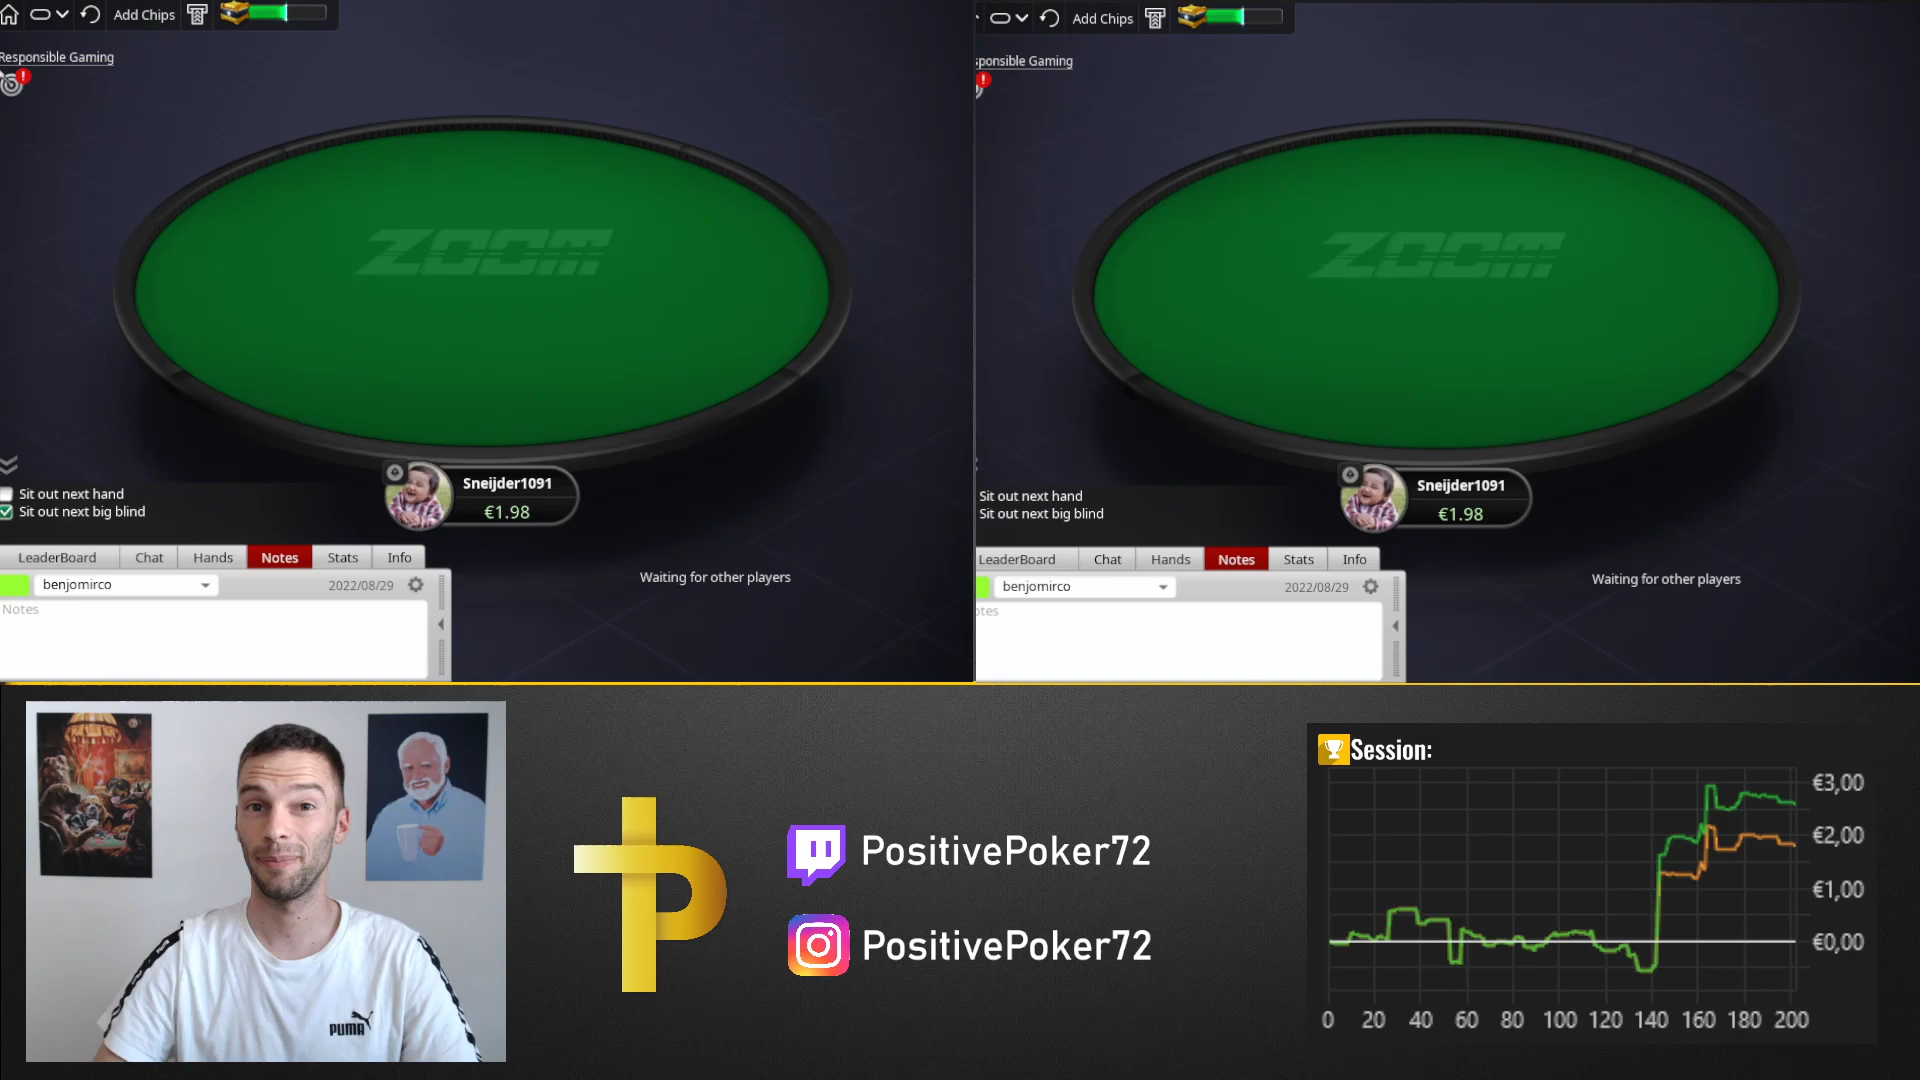 Add Chips
Responsible Gaming
ZOOM
Sneijder1091
€1.98
Sit out next hand
Sit out next big blind
LeaderBoard
Chat
Hands
Notes
Stats
Info
benjomirco
2022/08/29
Notes
Waiting for other players
Add Chips
sponsible Gaming
ZOOM
Sneijder1091
€1.98
Sit out next hand
Sit out next big blind
LeaderBoard
Chat
Hands
Notes
Stats
Info
benjomirco
2022/08/29
otes
Waiting for other players
PUMA
PositivePoker72
PositivePoker72
Session:
€3,00
€2,00
€1,00
€0,00
0 20 40 60 80 100 120 140 160 180 200